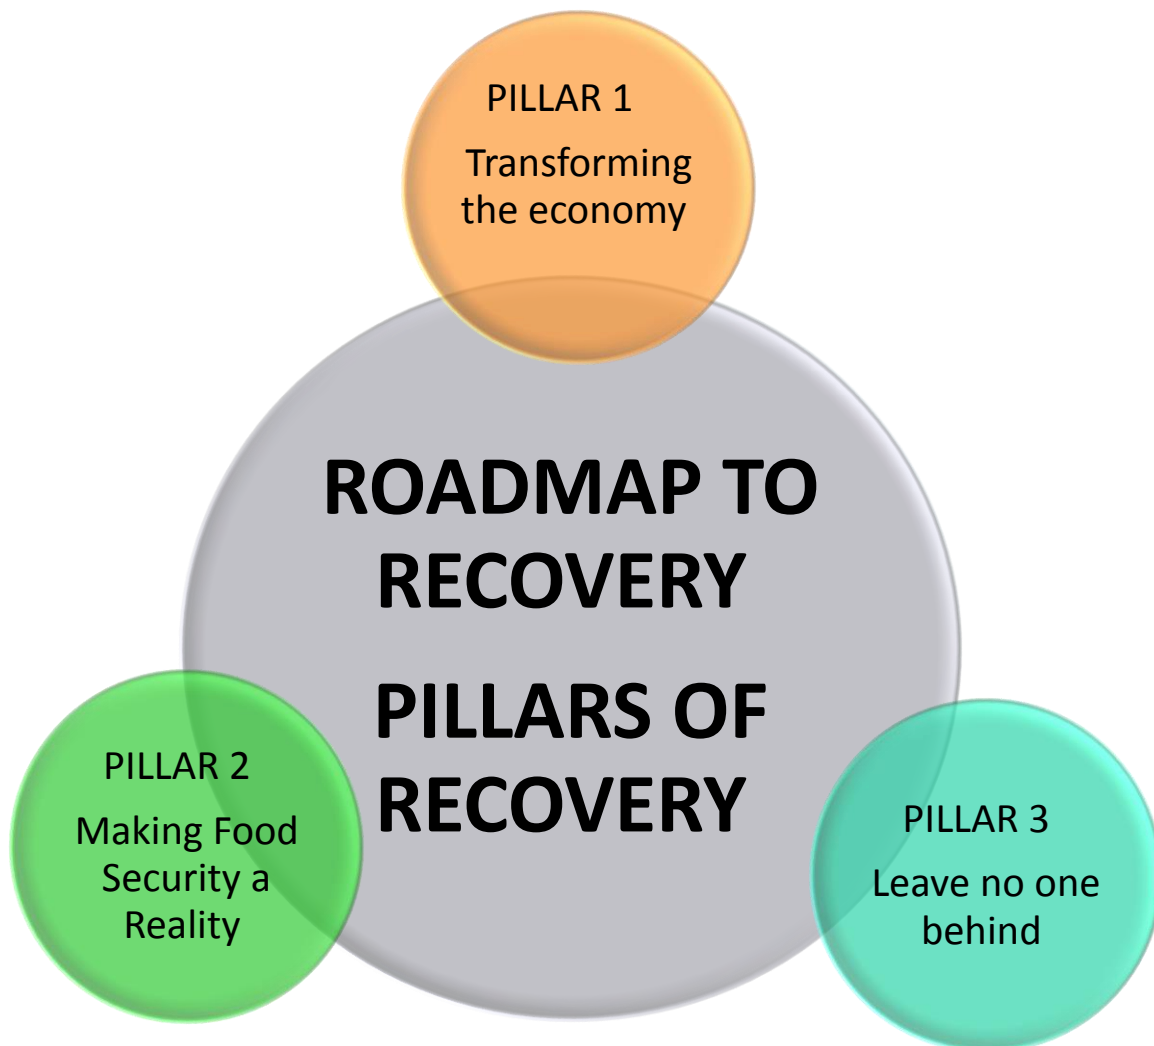 PILLAR 1
Transforming
the economy
ROADMAP TO
RECOVERY
PILLARS OF
RECOVERY
PILLAR 2
Making Food
Security a
Reality
PILLAR 3
Leave no one
behind